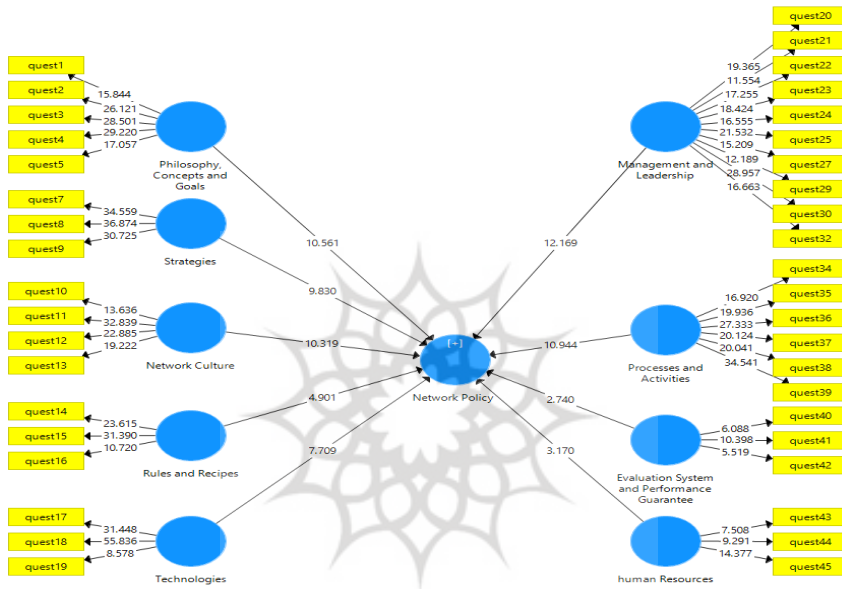 quest1
quest2
quest3
quest4
quest5
15.844
26.121
28.501
29.220
17.057
Philosophy,
Concepts and
Goals
quest7
quest8
quest9
34.559
36.874
30.725
Strategies
quest10
quest11
quest12
quest13
13.636
32.839
22.885
19.222
Network Culture
quest14
quest15
quest16
23.615
31.390
10.720
Rules and Recipes
quest17
quest18
quest19
31.448
55.836
8.578
Technologies
10.561
9.830
10.319
4.901
7.709
[+]
Network Policy
12.169
10.944
2.740
3.170
quest20
quest21
quest22
quest23
quest24
quest25
quest27
quest29
quest30
quest32
19.365
11.554
17.255
18.424
16.555
21.532
15.209
12.189
28.957
16.663
Management and
Leadership
quest34
quest35
quest36
quest37
quest38
quest39
16.920
19.936
27.333
20.124
20.041
34.541
Processes and
Activities
quest40
quest41
quest42
6.088
10.398
5.519
Evaluation System
and Performance
Guarantee
quest43
quest44
quest45
7.508
9.291
14.377
human Resources